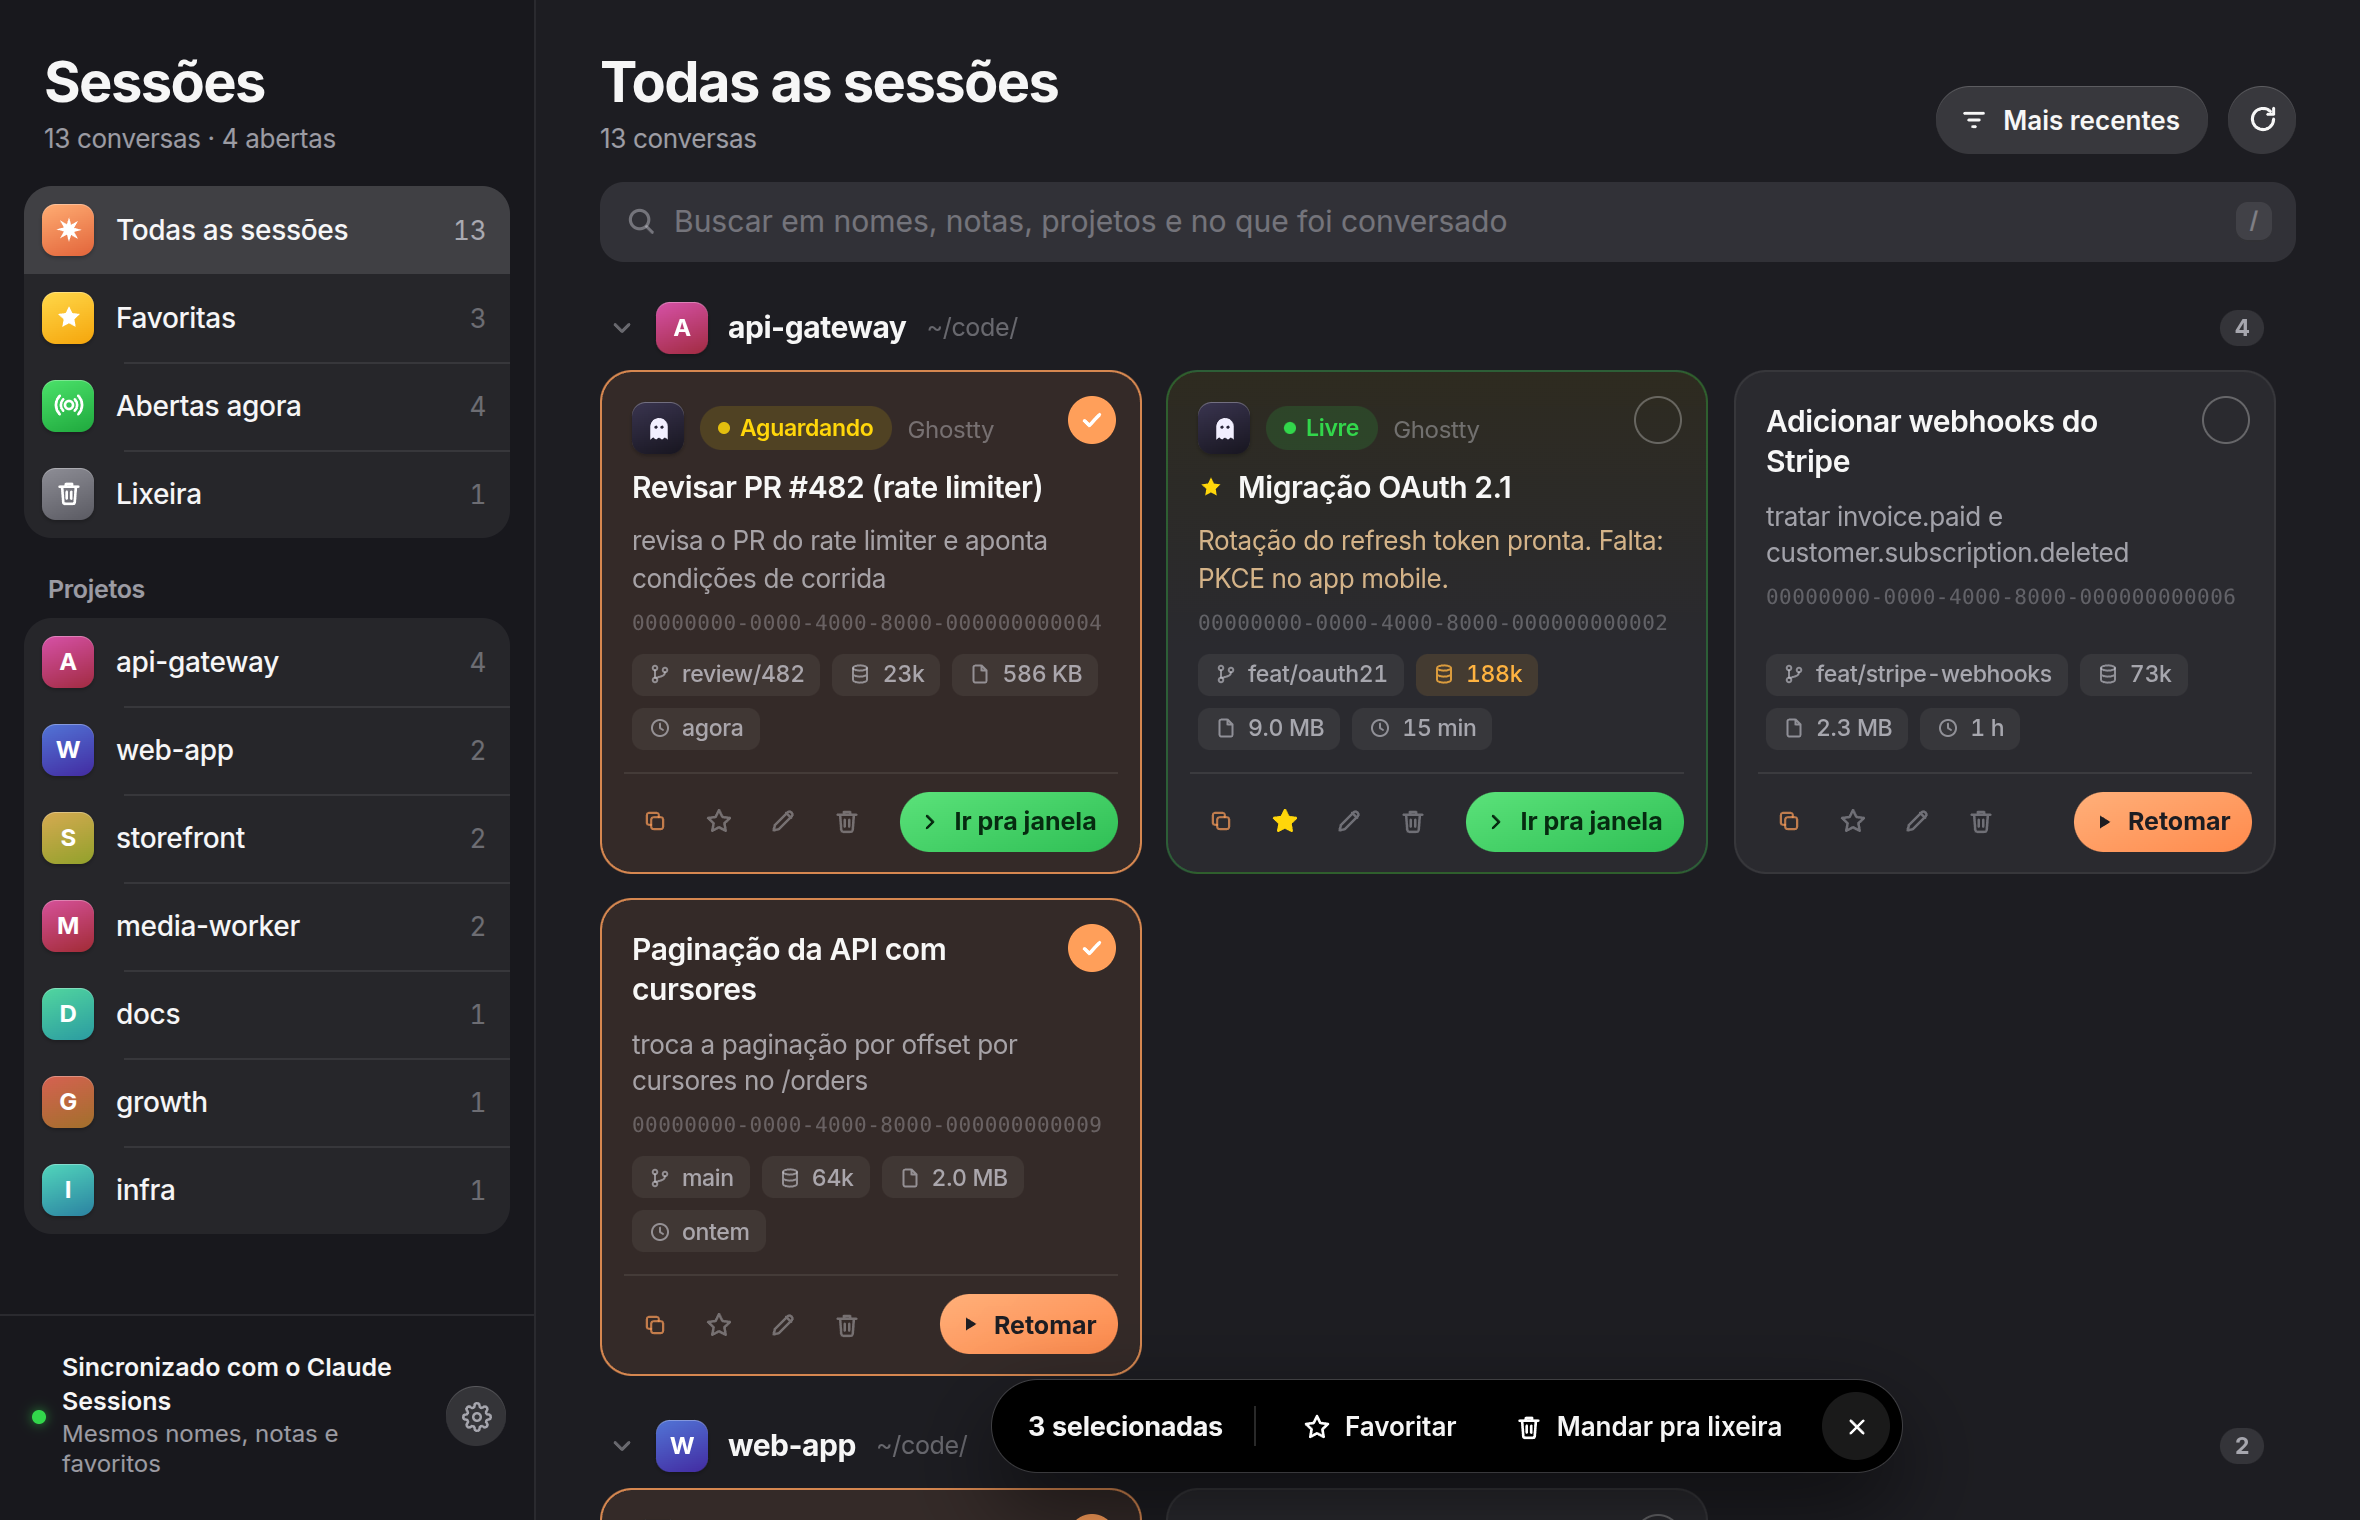 Sessões
13 conversas · 4 abertas
Todas as sessões 13
Favoritas 3
Abertas agora 4
Lixeira 1
Projetos
A api-gateway 4
W web-app 2
S storefront 2
M media-worker 2
D docs 1
G growth 1
I infra 1
Sincronizado com o Claude
Sessions
Mesmos nomes, notas e
favoritos
Todas as sessões
13 conversas
Mais recentes
Buscar em nomes, notas, projetos e no que foi conversado /
A api-gateway ~/code/ 4
Aguardando Ghostty
Revisar PR #482 (rate limiter)
revisa o PR do rate limiter e aponta
condições de corrida
00000000-0000-4000-8000-000000000004
review/482 23k 586 KB
agora
Ir pra janela
Livre Ghostty
Migração OAuth 2.1
Rotação do refresh token pronta. Falta:
PKCE no app mobile.
00000000-0000-4000-8000-000000000002
feat/oauth21 188k
9.0 MB 15 min
Ir pra janela
Adicionar webhooks do
Stripe
tratar invoice.paid e
customer.subscription.deleted
00000000-0000-4000-8000-000000000006
feat/stripe-webhooks 73k
2.3 MB 1 h
Retomar
Paginação da API com
cursores
troca a paginação por offset por
cursores no /orders
00000000-0000-4000-8000-000000000009
main 64k 2.0 MB
ontem
Retomar
W web-app ~/code/ 2
3 selecionadas Favoritar Mandar pra lixeira